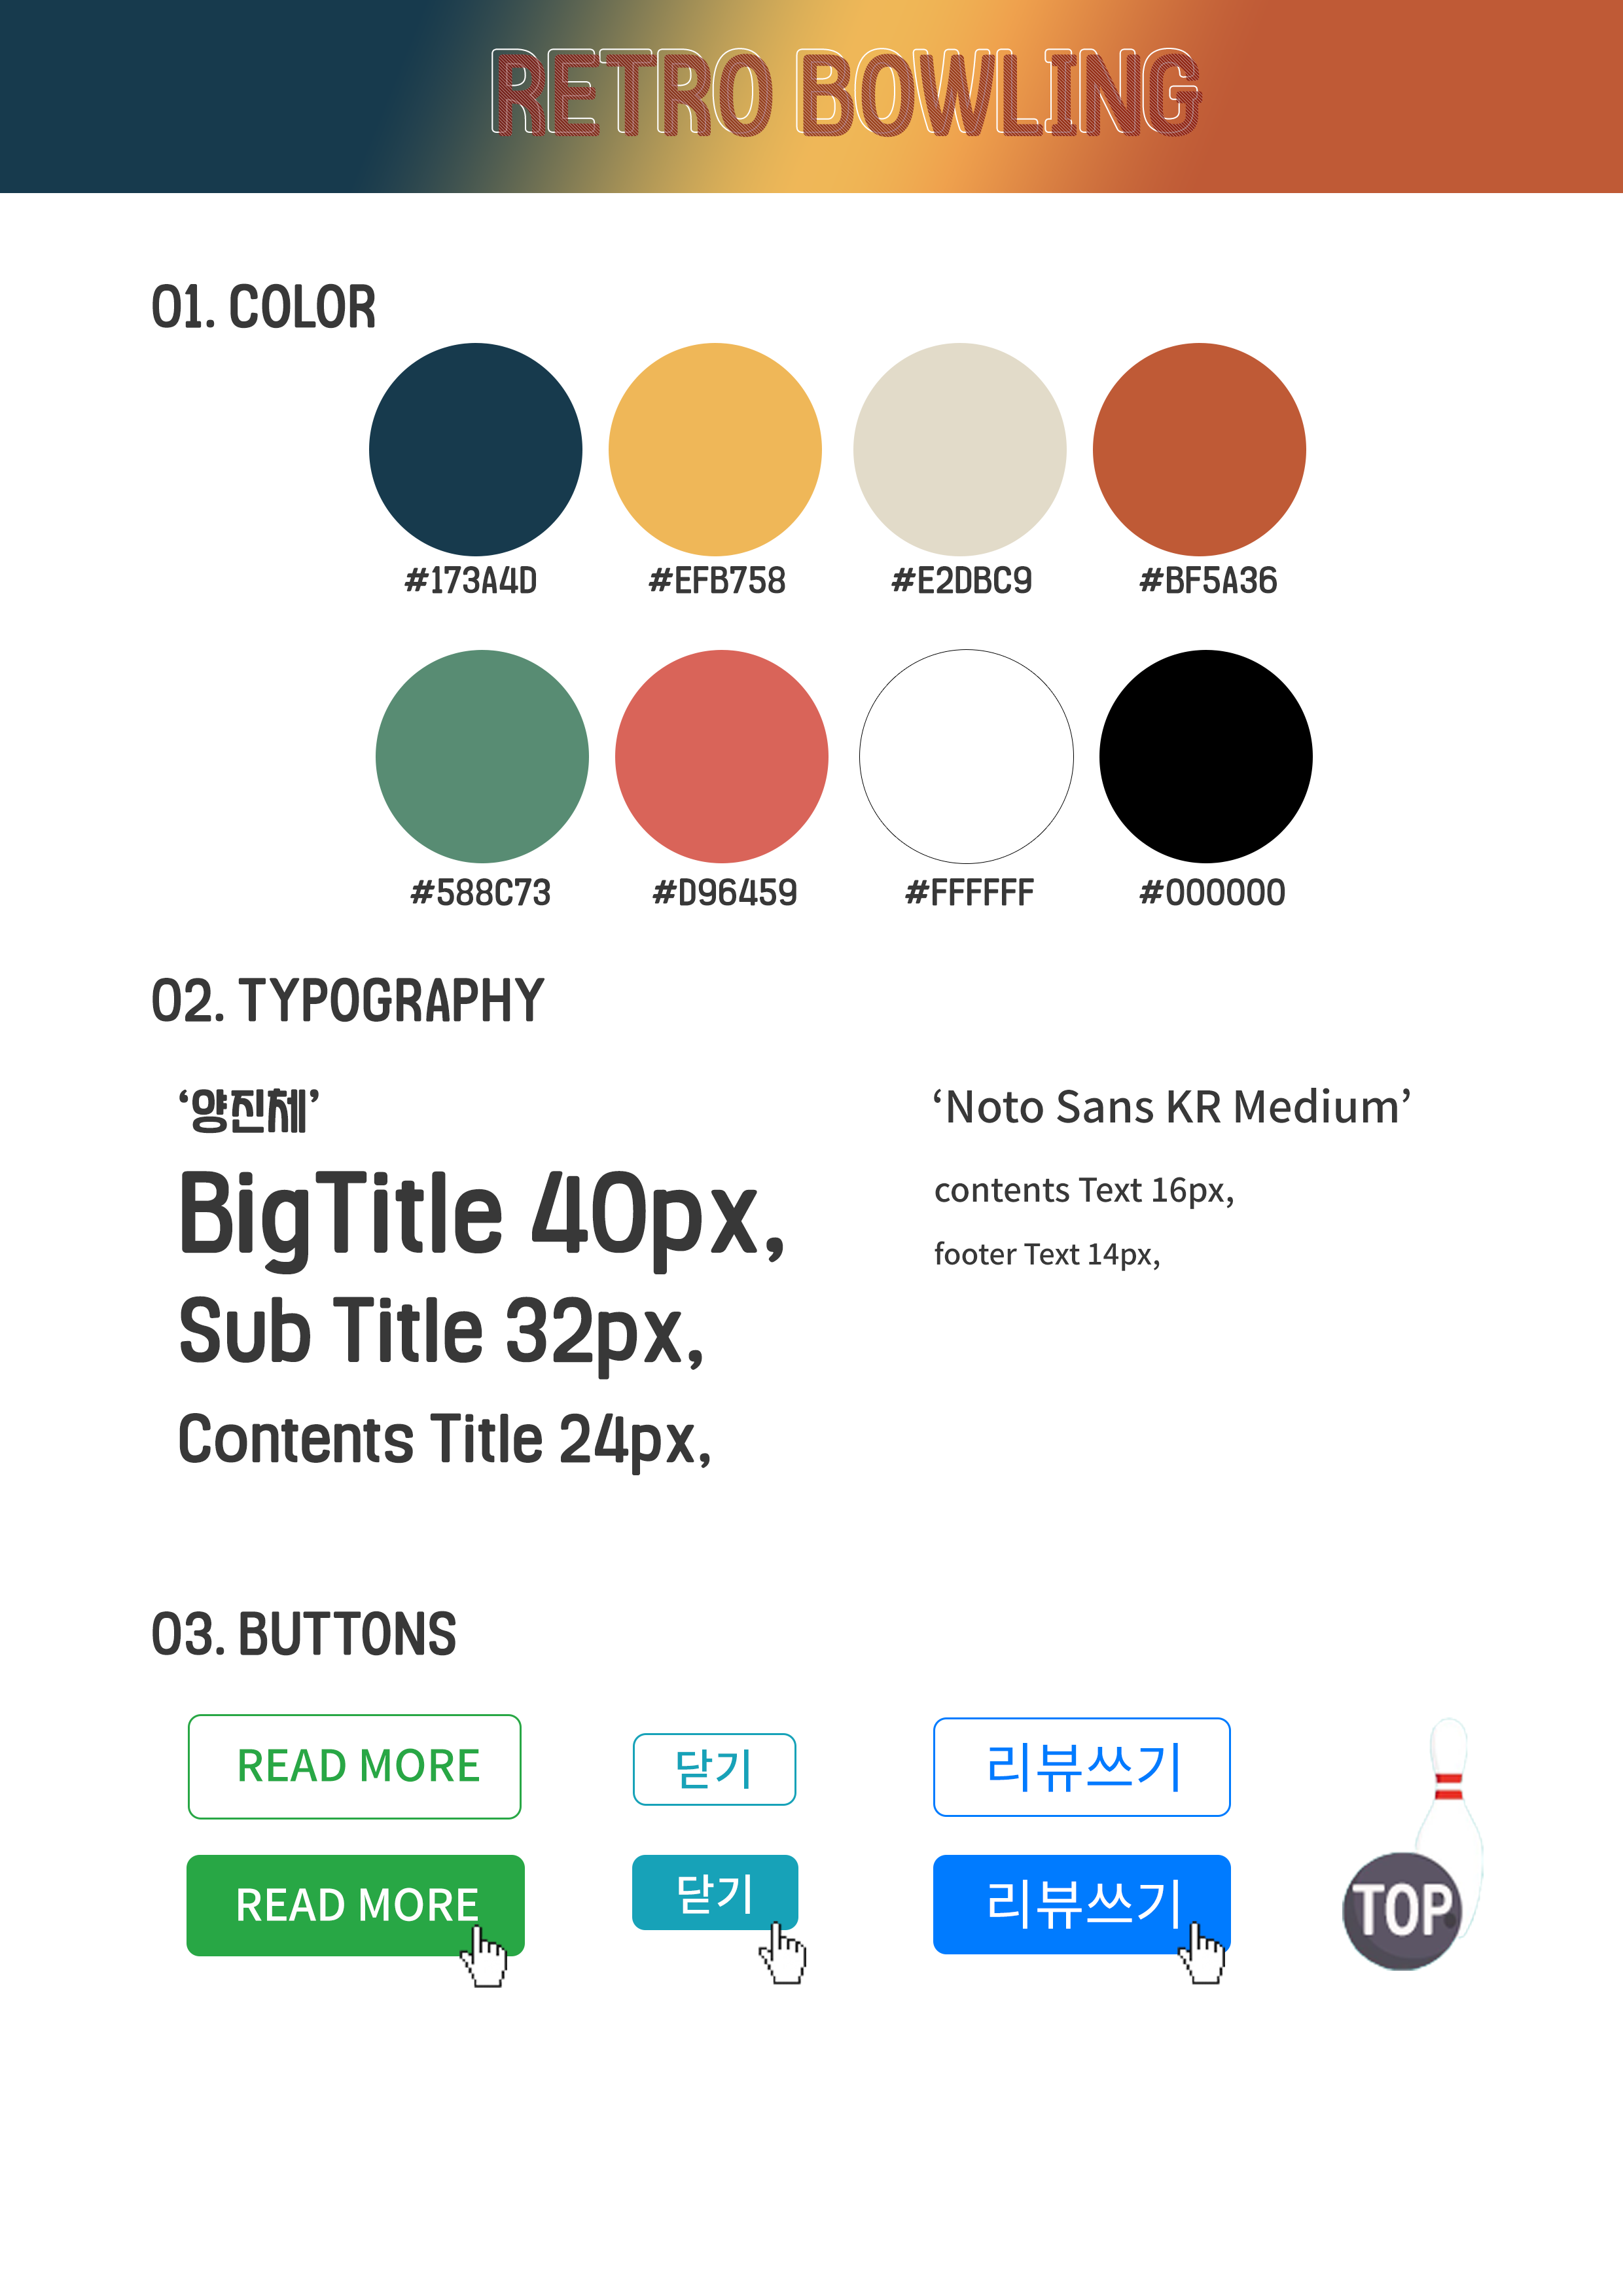 RETRO BOWLING
01. COLOR
#173A4D #EFB758 #E2DBC9 #BF5A36
#588C73 #D96459 #FFFFFF #000000
02. TYPOGRAPHY
‘양진체’
BigTitle 40px,
Sub Title 32px,
Contents Title 24px,
‘Noto Sans KR Medium’
contents Text 16px,
footer Text 14px,
03. BUTTONS
READ MORE 닫기 리뷰쓰기
READ MORE 닫기 리뷰쓰기
TOP